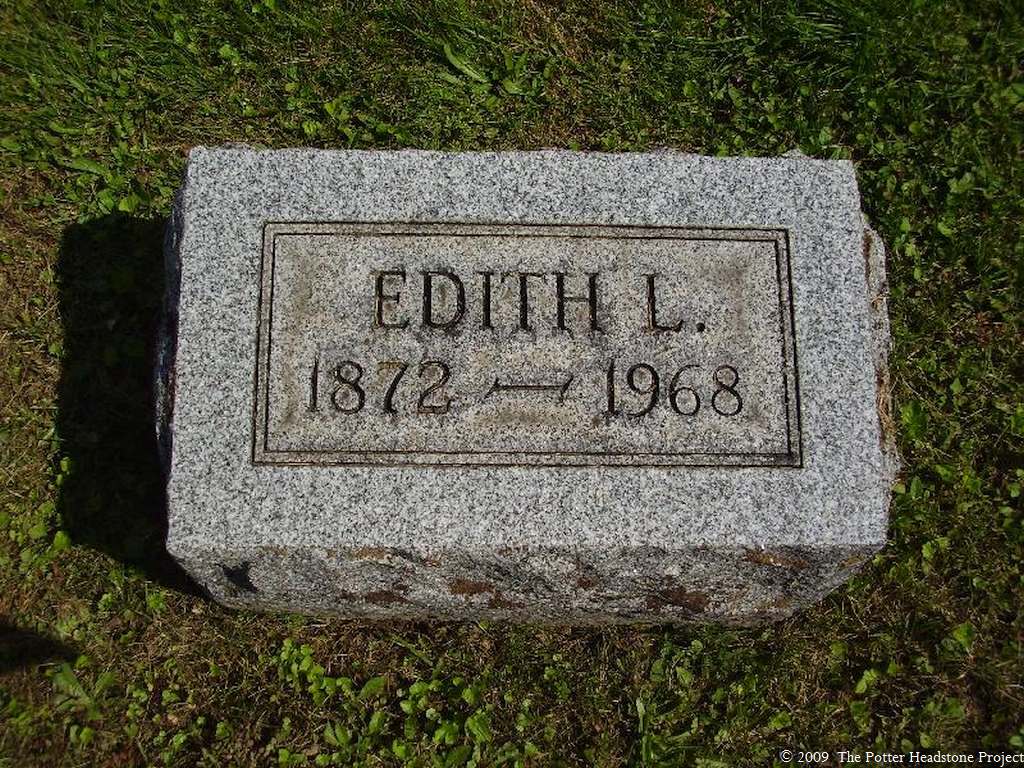 EDITH L.
1872 — 1968
© 2009 The Potter Headstone Project